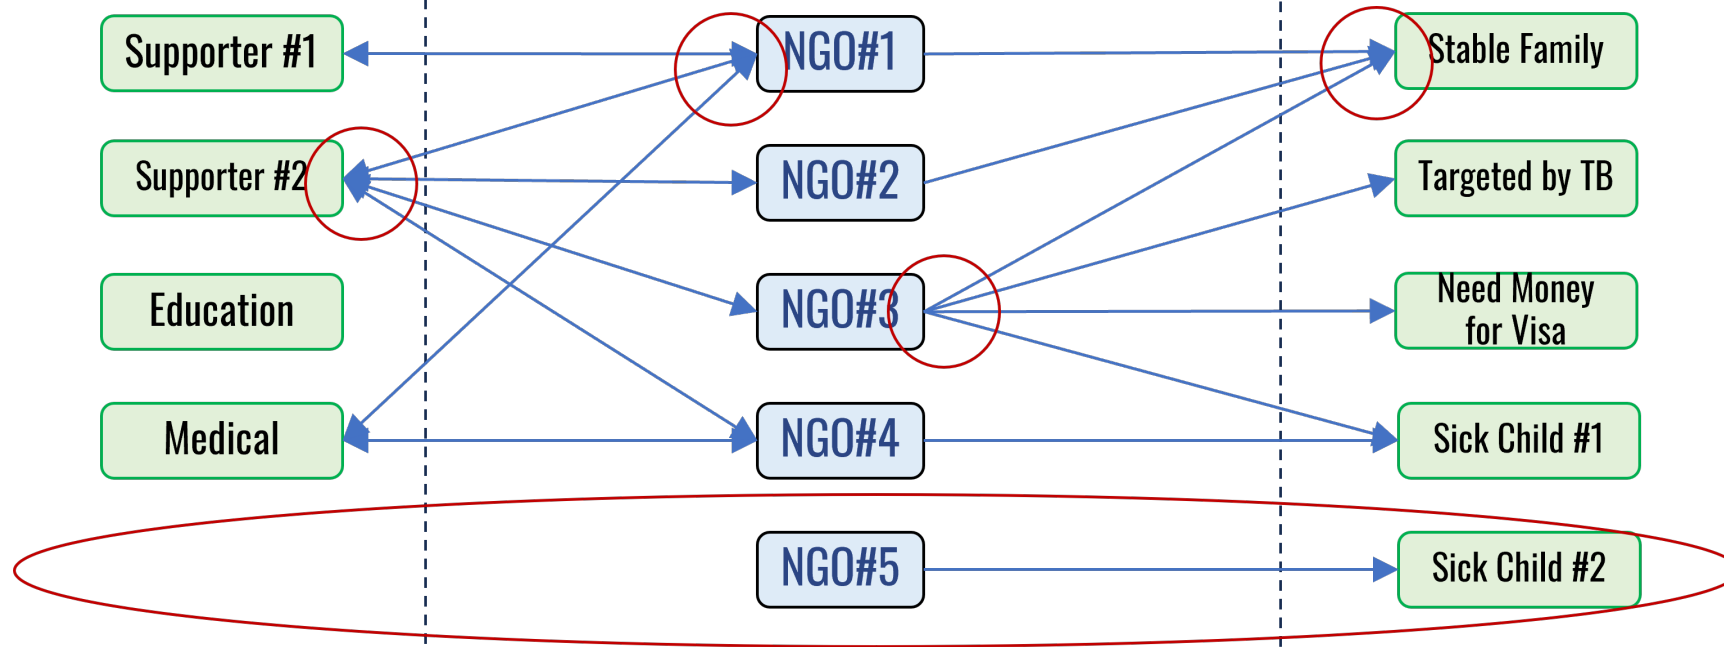 Supporter #1
NGO#1
Stable Family
Supporter #2
NGO#2
Targeted by TB
Education
NGO#3
Need Money
for Visa
Medical
NGO#4
Sick Child #1
NGO#5
Sick Child #2